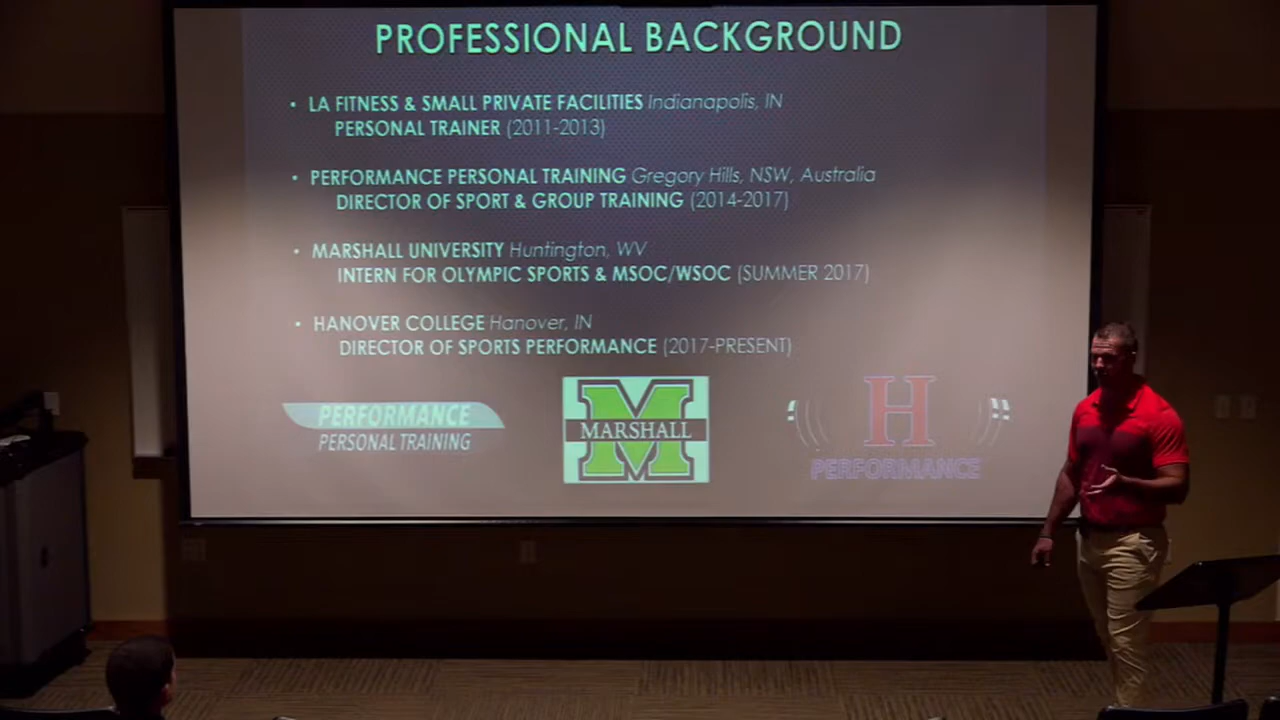 PROFESSIONAL BACKGROUND
• LA FITNESS & SMALL PRIVATE FACILITIES Indianapolis, IN
PERSONAL TRAINER (2011-2013)
• PERFORMANCE PERSONAL TRAINING Gregory Hills, NSW, Australia
DIRECTOR OF SPORT & GROUP TRAINING (2014-2017)
• MARSHALL UNIVERSITY Huntington, WV
INTERN FOR OLYMPIC SPORTS & MSOC/WSOC (SUMMER 2017)
• HANOVER COLLEGE Hanover, IN
DIRECTOR OF SPORTS PERFORMANCE (2017-PRESENT)
PERFORMANCE
PERSONAL TRAINING
M
MARSHALL
H
PERFORMANCE